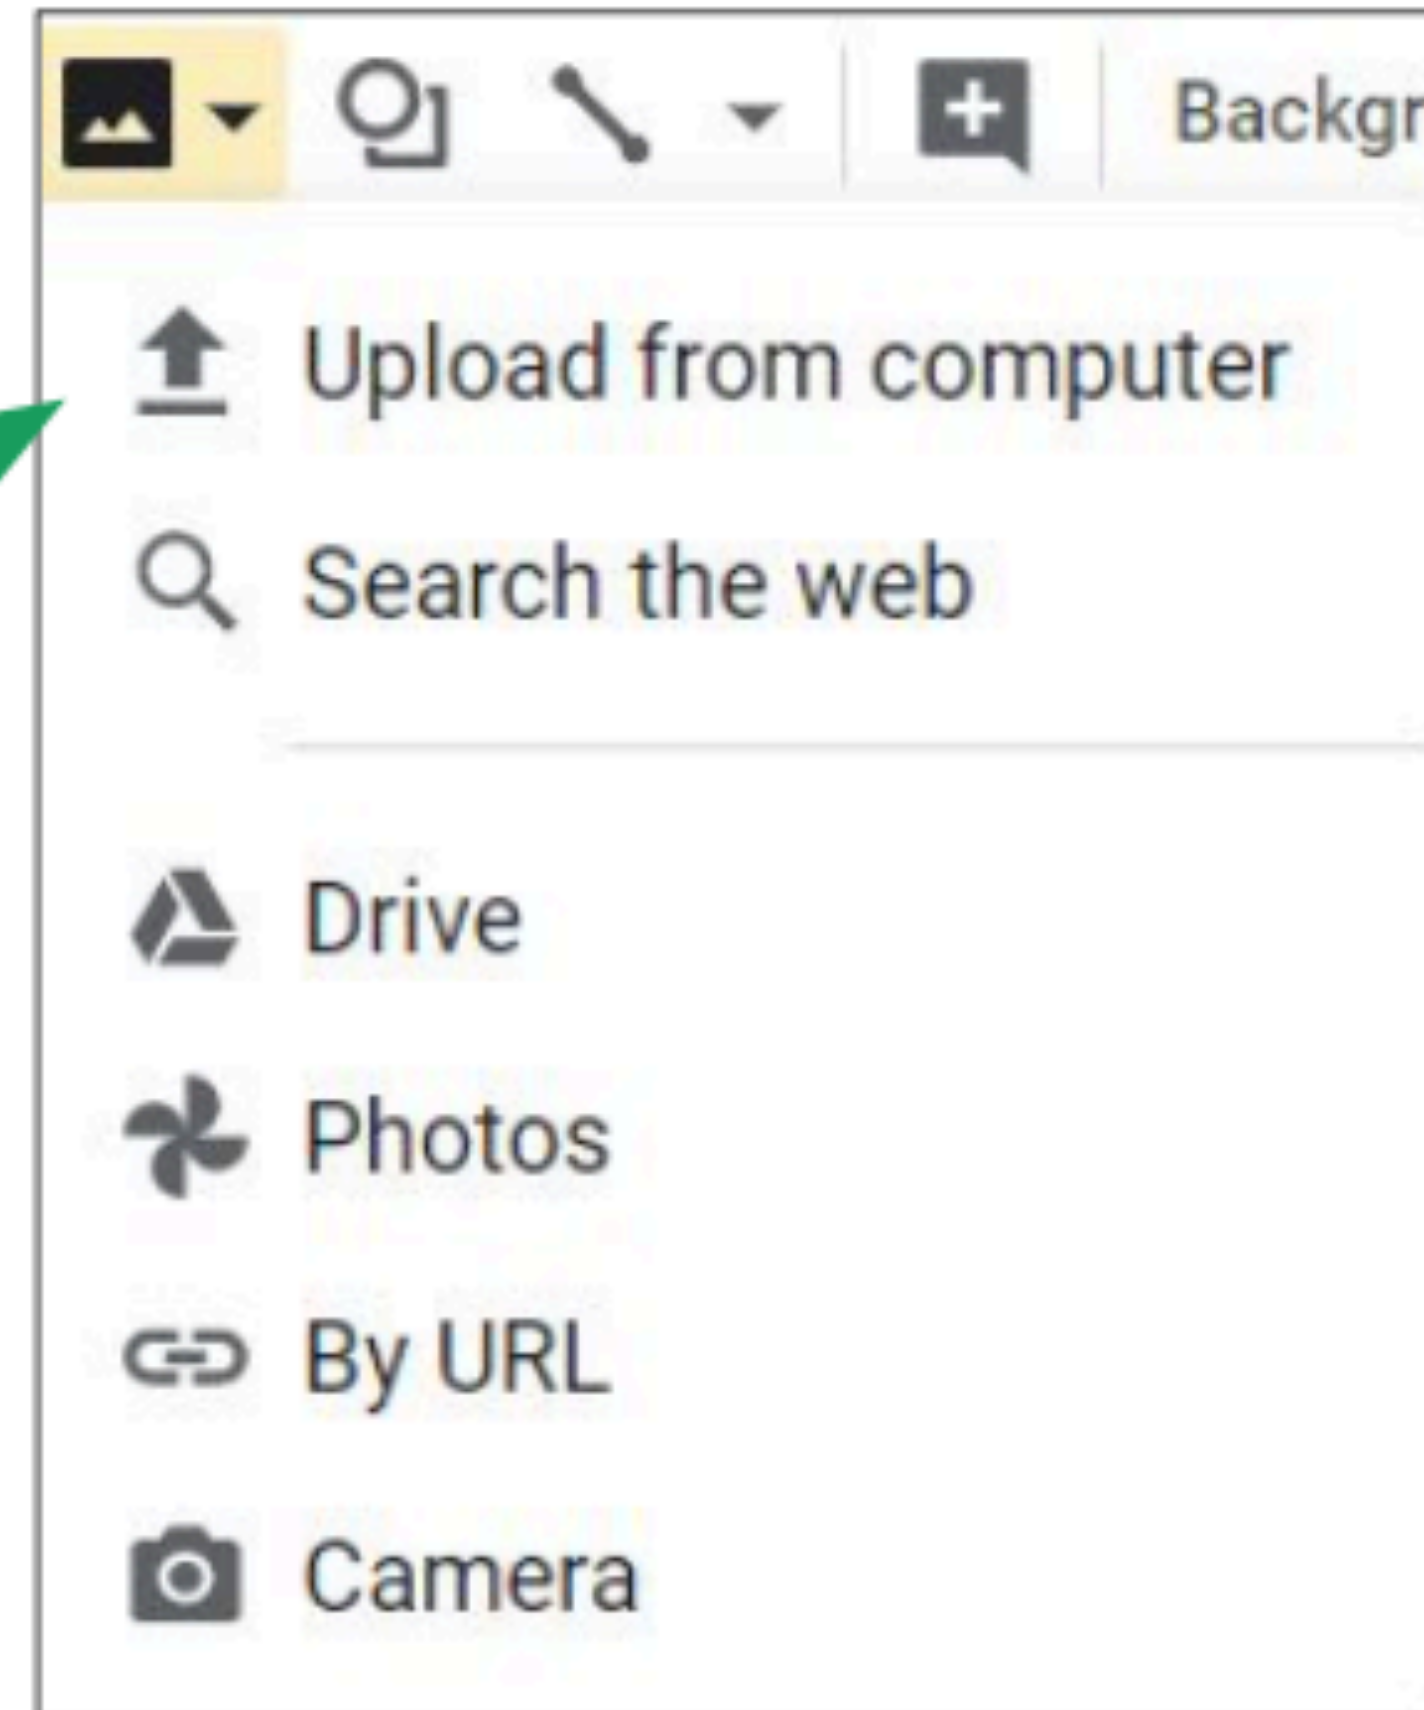 Backgr
Upload from computer
Search the web
Drive
Photos
By URL
Camera